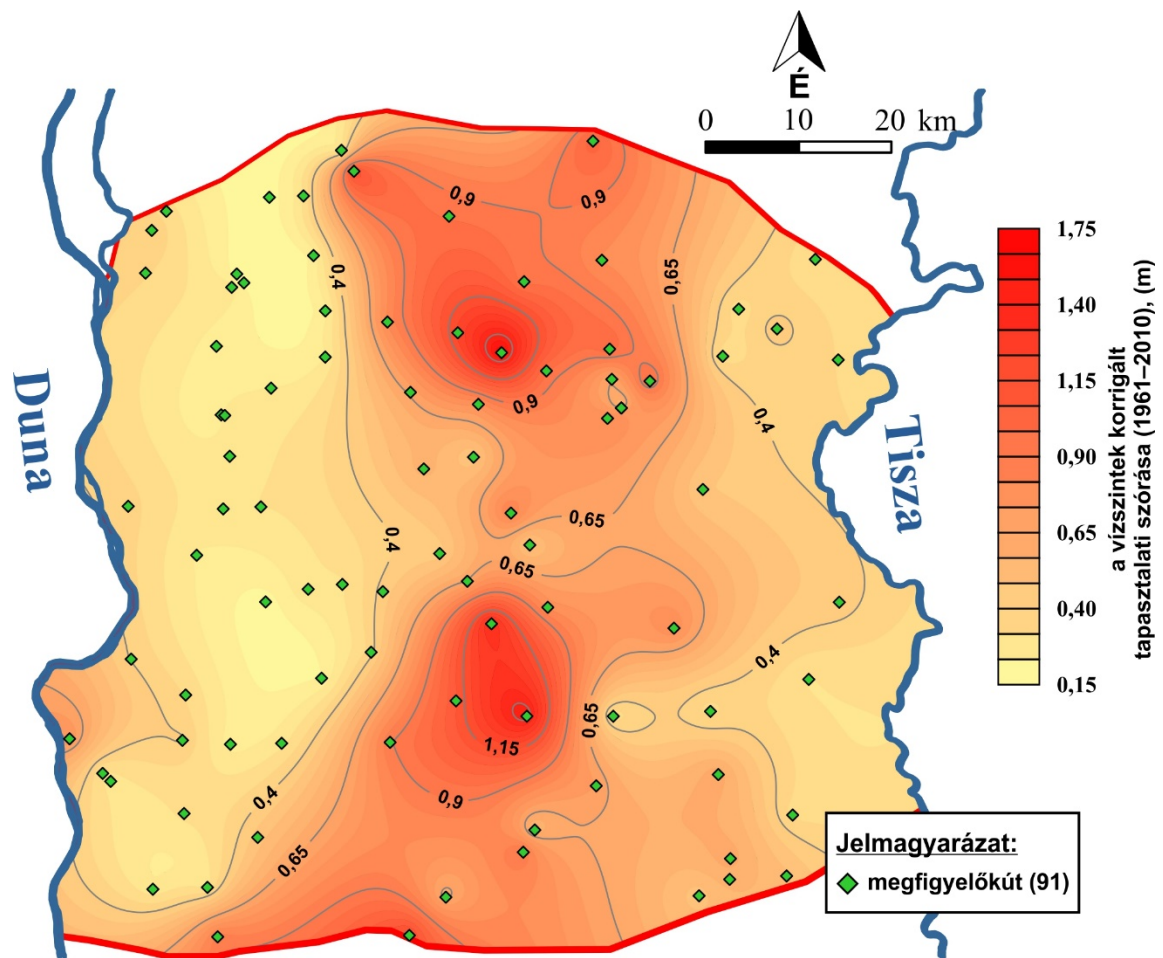 É
0 10 20 km
0,9
0,9
0,65
0,4
Duna
Tisza
0,9
0,4
0,65
0,4
0,65
0,4
0,65
1,15
0,9
0,4
0,65
1,75
1,40
1,15
0,90
0,65
0,40
0,15
a vízszintek korrigált
tapasztalati szórása (1961–2010), (m)
Jelmagyarázat:
megfigyelőkút (91)